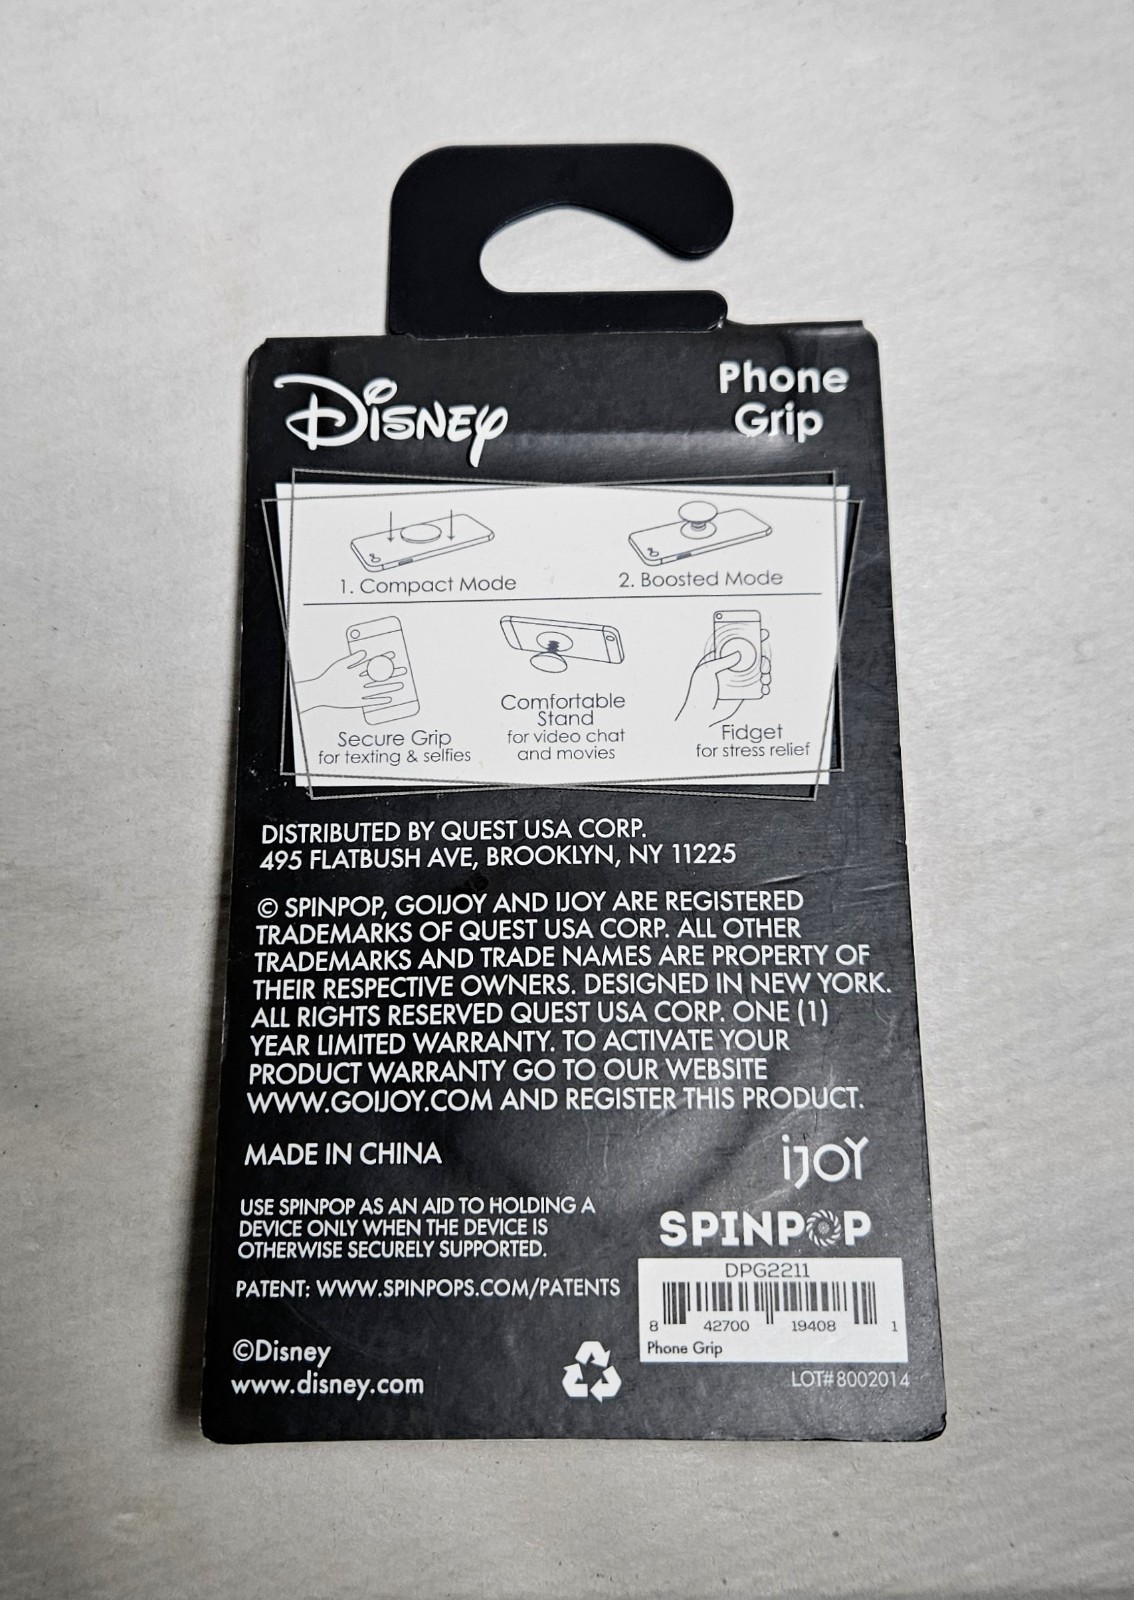 Disney
Phone
Grip
1. Compact Mode
2. Boosted Mode
Secure Grip
for texting & selfies
Comfortable
Stand
for video chat
and movies
Fidget
for stress relief
DISTRIBUTED BY QUEST USA CORP.
495 FLATBUSH AVE, BROOKLYN, NY 11225
© SPINPOP, GOIJOY AND IJOY ARE REGISTERED
TRADEMARKS OF QUEST USA CORP. ALL OTHER
TRADEMARKS AND TRADE NAMES ARE PROPERTY OF
THEIR RESPECTIVE OWNERS. DESIGNED IN NEW YORK.
ALL RIGHTS RESERVED QUEST USA CORP. ONE (1)
YEAR LIMITED WARRANTY. TO ACTIVATE YOUR
PRODUCT WARRANTY GO TO OUR WEBSITE
WWW.GOIJOY.COM AND REGISTER THIS PRODUCT.
MADE IN CHINA
iJOY
USE SPINPOP AS AN AID TO HOLDING A
DEVICE ONLY WHEN THE DEVICE IS
OTHERWISE SECURELY SUPPORTED.
SPINPOP
PATENT: WWW.SPINPOPS.COM/PATENTS
DPG2211
8 42700 19408 1
Phone Grip
©Disney
www.disney.com
LOT# 8002014